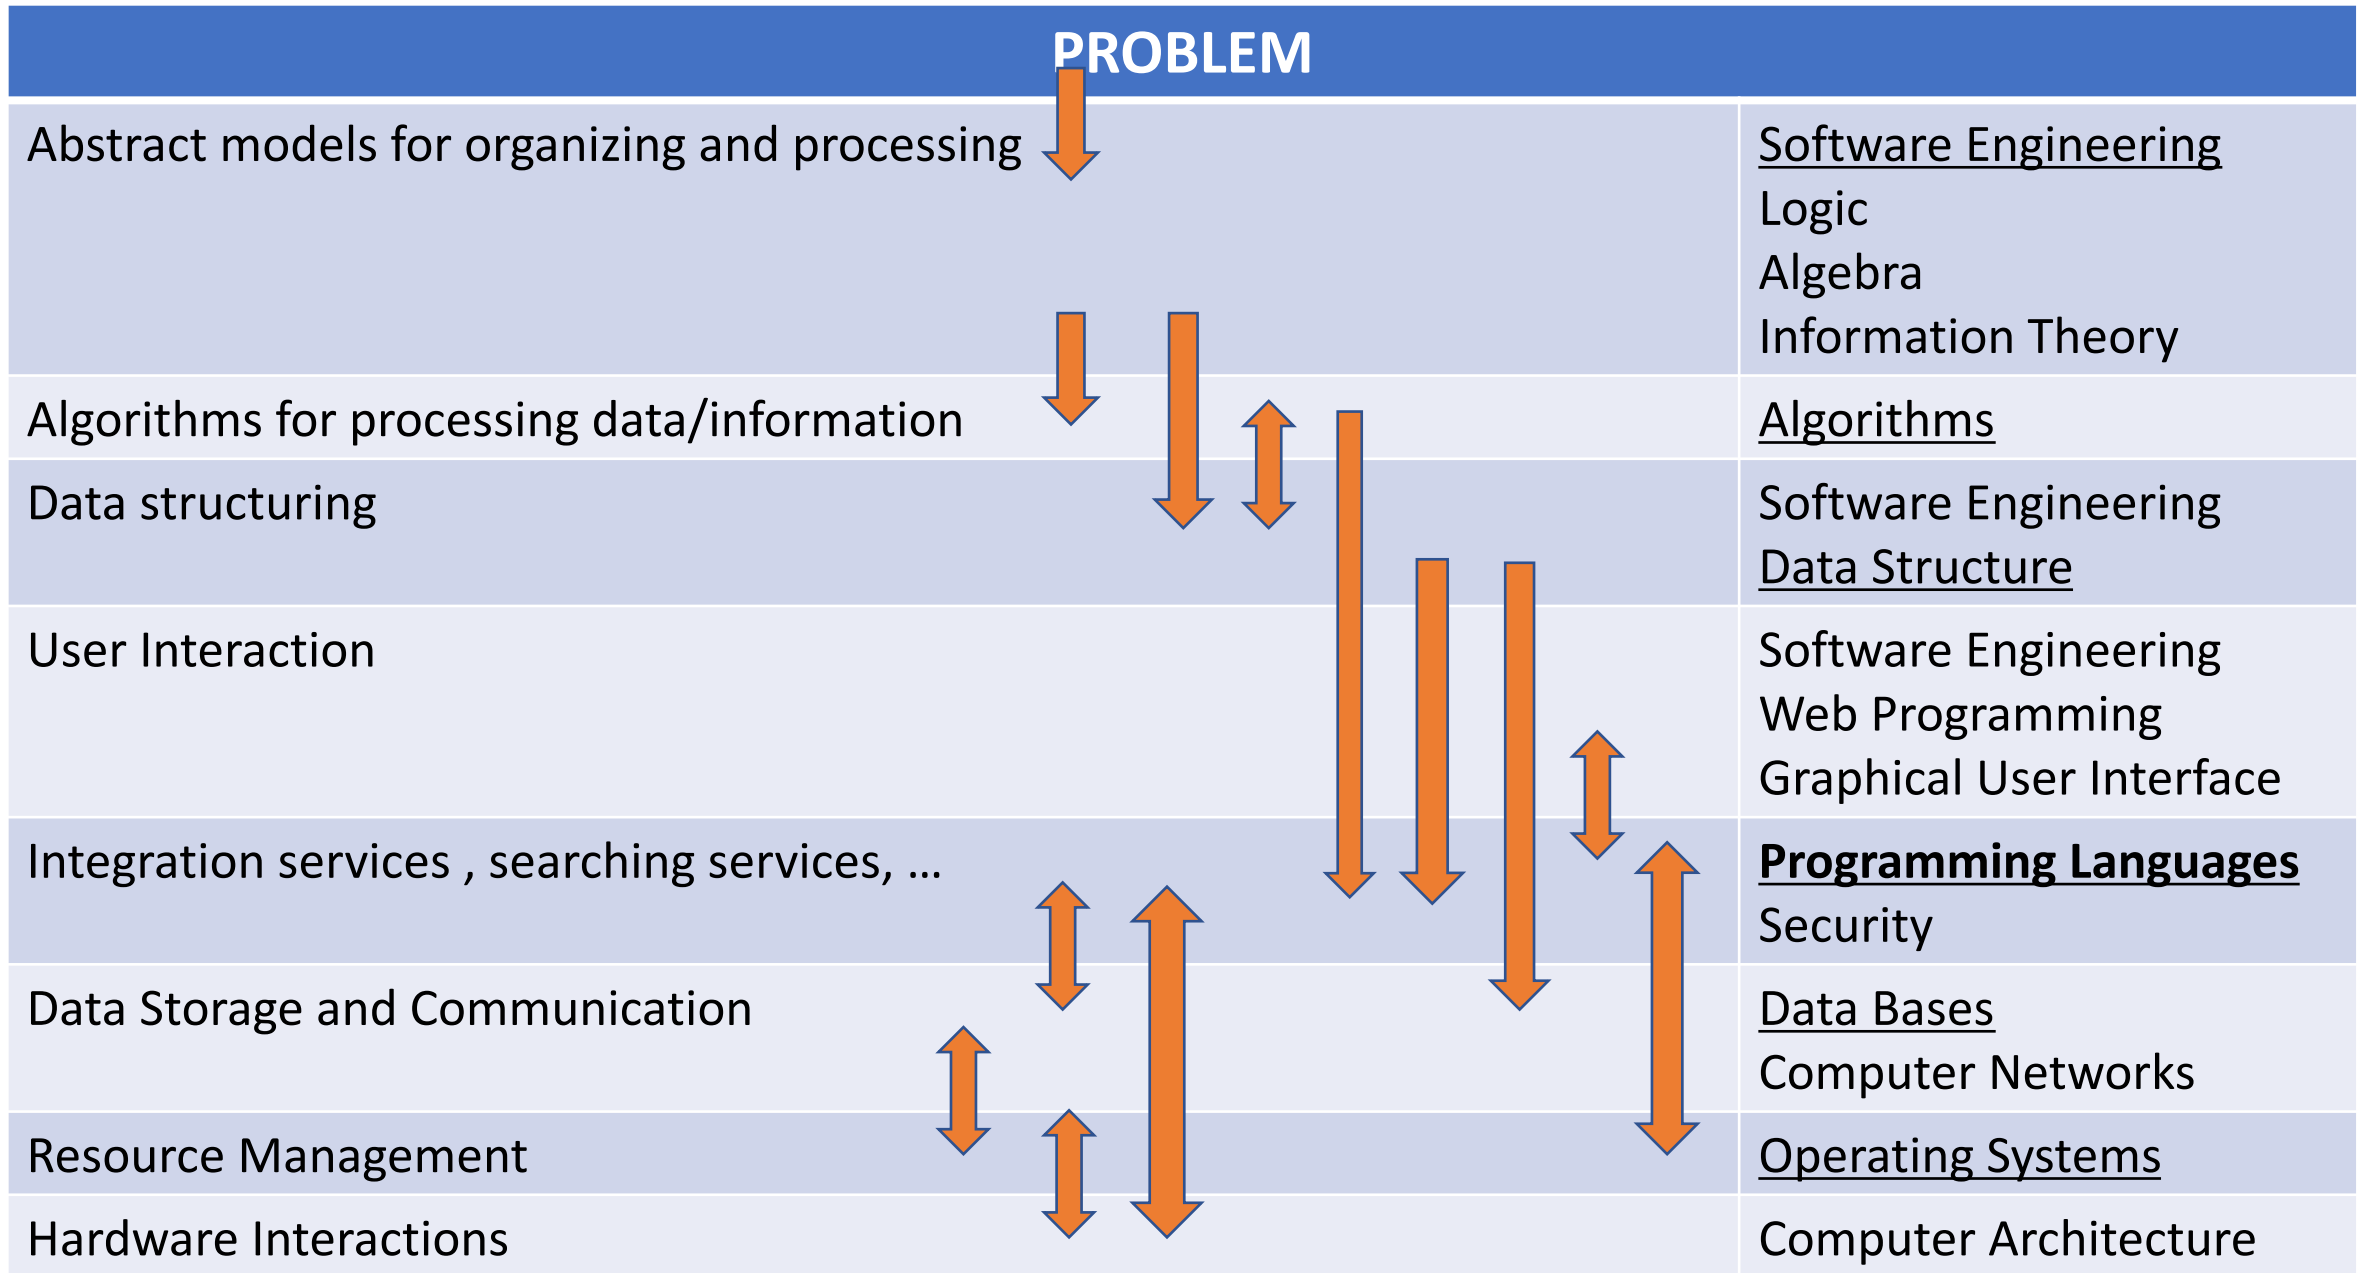 PROBLEM
Abstract models for organizing and processing
Software Engineering
Logic
Algebra
Information Theory
Algorithms for processing data/information
Algorithms
Data structuring
Software Engineering
Data Structure
User Interaction
Software Engineering
Web Programming
Graphical User Interface
Integration services , searching services, ...
Programming Languages
Security
Data Storage and Communication
Data Bases
Computer Networks
Resource Management
Operating Systems
Hardware Interactions
Computer Architecture